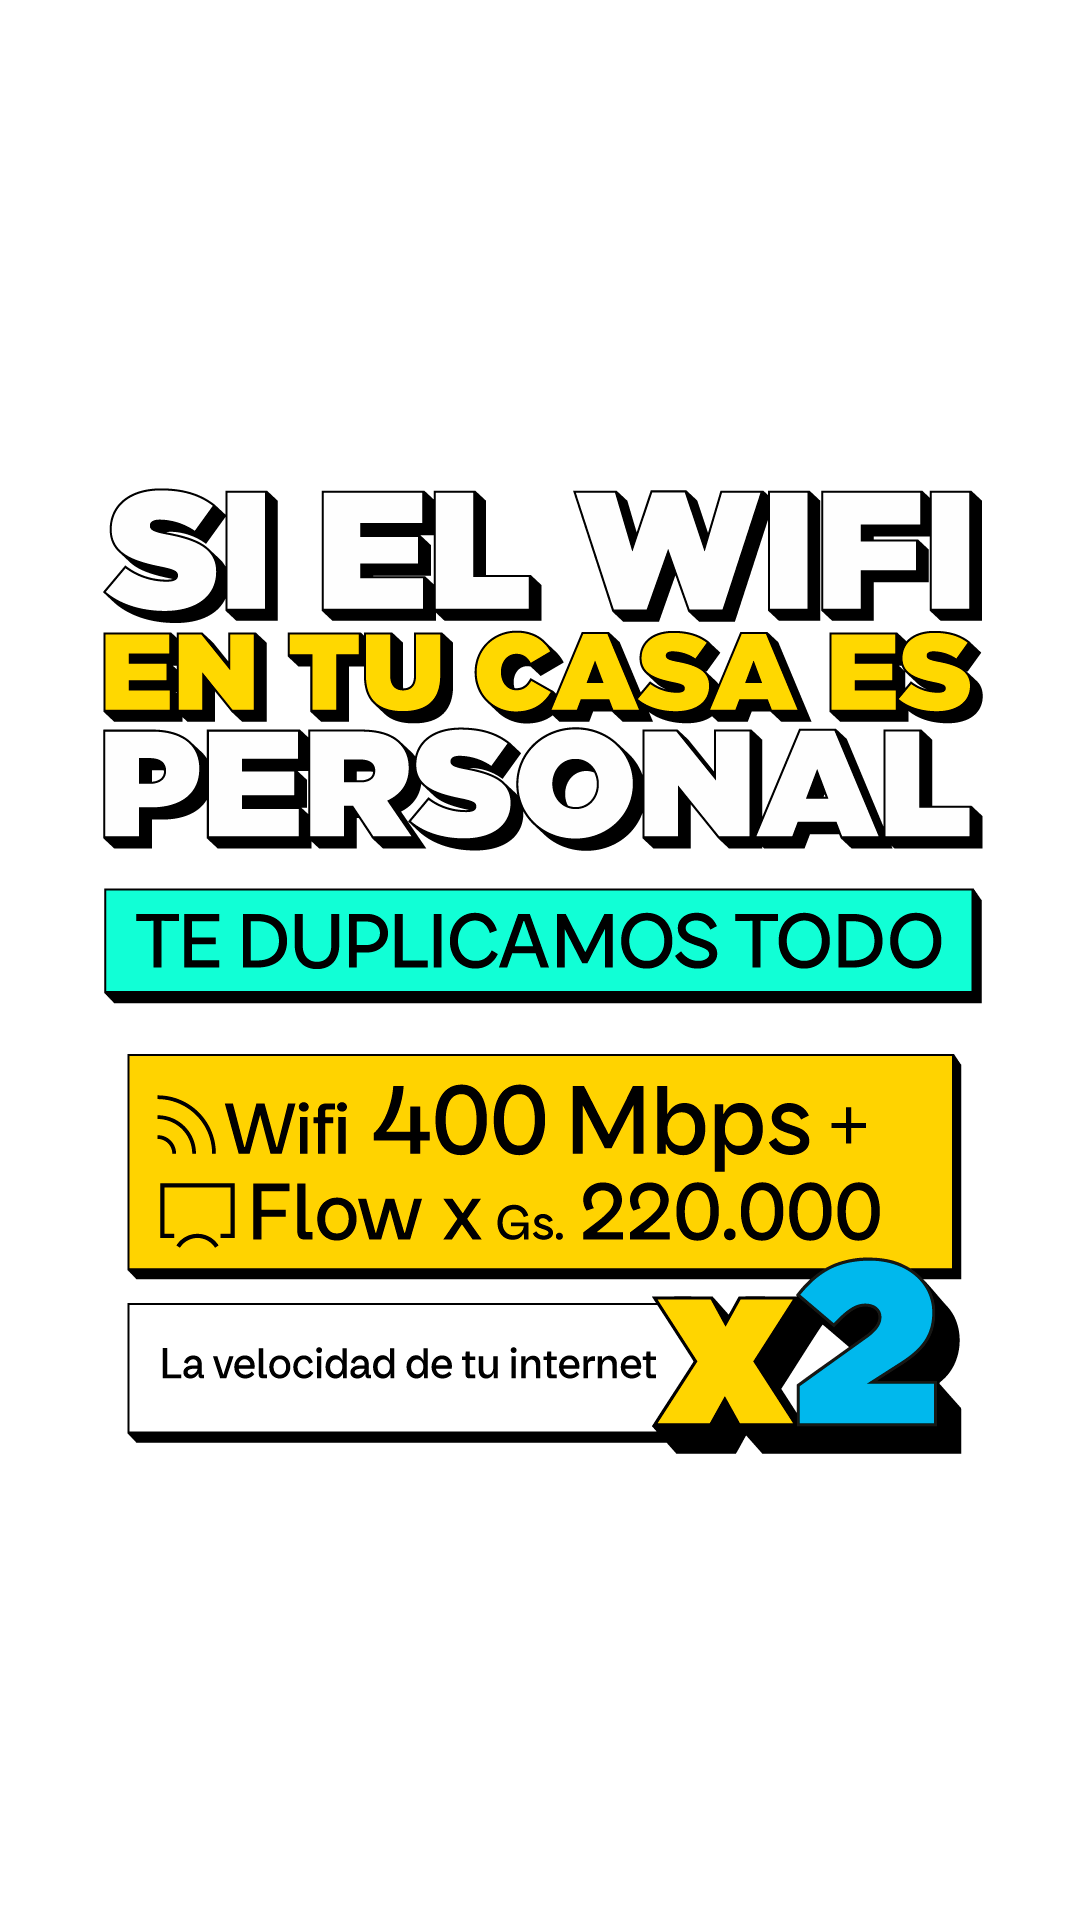 SI EL WIFI
EN TU CASA ES
PERSONAL
TE DUPLICAMOS TODO
Wifi 400 Mbps +
Flow x Gs. 220.000
La velocidad de tu internet x2